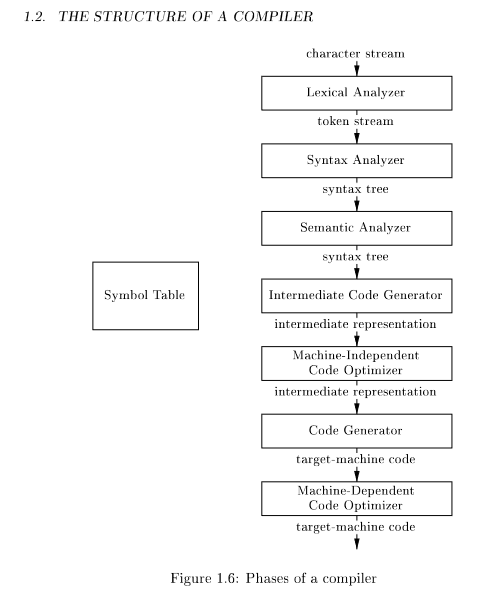 1.2. THE STRUCTURE OF A COMPILER
character stream
Lexical Analyzer
token stream
Syntax Analyzer
syntax tree
Semantic Analyzer
syntax tree
Symbol Table
Intermediate Code Generator
intermediate representation
Machine-Independent
Code Optimizer
intermediate representation
Code Generator
target-machine code
Machine-Dependent
Code Optimizer
target-machine code
Figure 1.6: Phases of a compiler